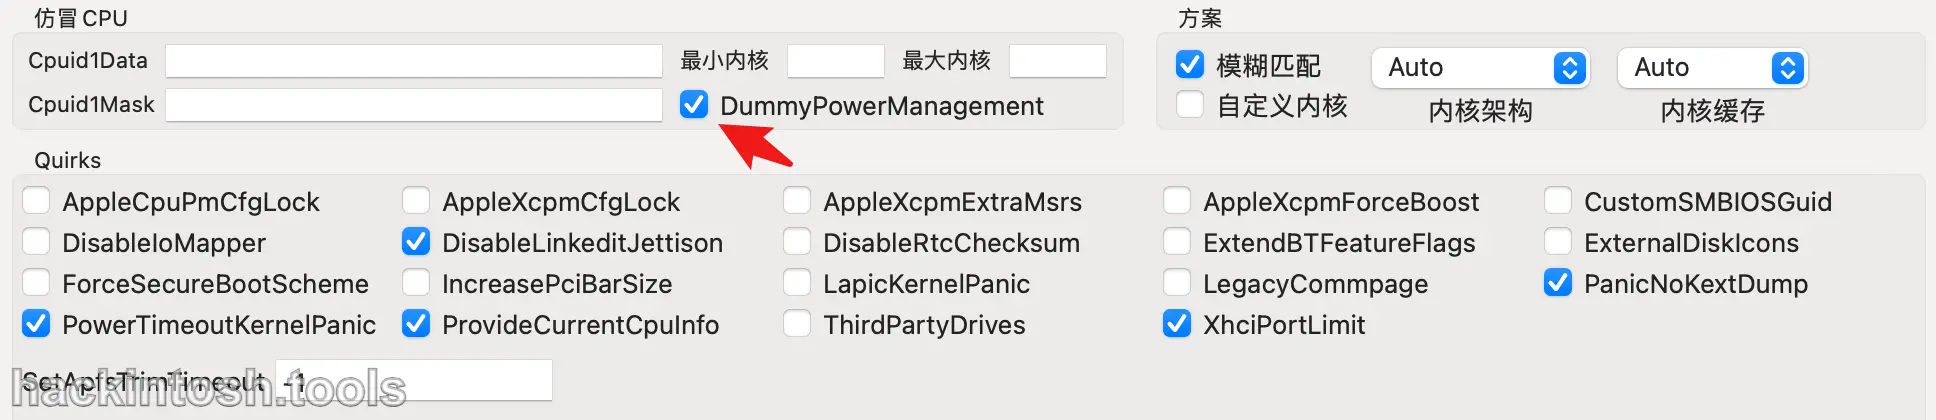 仿冒 CPU
Cpuid1Data 最小内核 最大内核
Cpuid1Mask DummyPowerManagement
方案
模糊匹配 Auto Auto
自定义内核 内核架构 内核缓存
Quirks
AppleCpuPmCfgLock AppleXcpmCfgLock AppleXcpmExtraMsrs AppleXcpmForceBoost CustomSMBIOSGuid
DisableIoMapper DisableLinkeditJettison DisableRtcChecksum ExtendBTFeatureFlags ExternalDiskIcons
ForceSecureBootScheme IncreasePciBarSize LapicKernelPanic LegacyCommpage PanicNoKextDump
PowerTimeoutKernelPanic ProvideCurrentCpuInfo ThirdPartyDrives XhciPortLimit
SetApfsTrimTimeout -1
hackintosh.tools